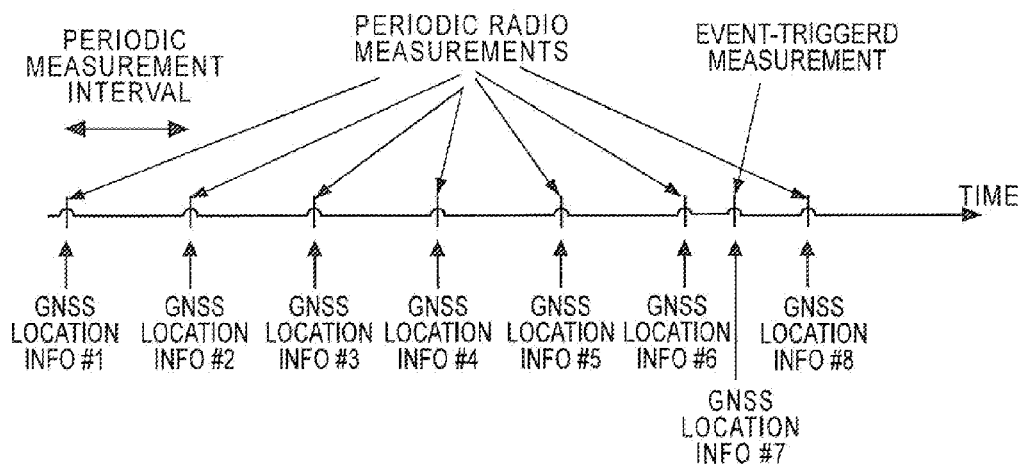 PERIODIC
MEASUREMENT
INTERVAL
PERIODIC RADIO
MEASUREMENTS
EVENT-TRIGGERD
MEASUREMENT
TIME
GNSS
LOCATION
INFO #1
GNSS
LOCATION
INFO #2
GNSS
LOCATION
INFO #3
GNSS
LOCATION
INFO #4
GNSS
LOCATION
INFO #5
GNSS
LOCATION
INFO #6
GNSS
LOCATION
INFO #8
GNSS
LOCATION
INFO #7